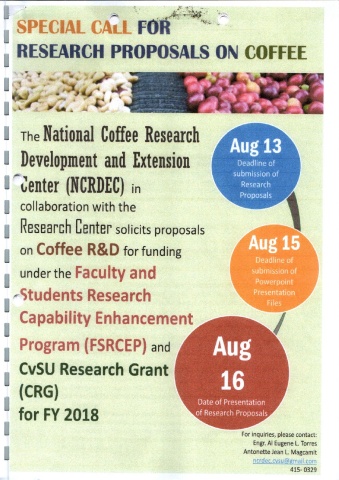 SPECIAL CALL FOR
RESEARCH PROPOSALS ON COFFEE
The National Coffee Research
Development and Extension
Center (NCRDEC) in
collaboration with the
Research Center solicits proposals
on Coffee R&D for funding
under the Faculty and
Students Research
Capability Enhancement
Program (FSRCEP) and
CvSU Research Grant
(CRG)
for FY 2018
Aug 13
Deadline of
submission of
Research
Proposals
Aug 15
Deadline of
submission of
Powerpoint
Presentation
Files
Aug
16
Date of Presentation
of Research Proposals
For inquiries, please contact:
Engr. Al Eugene L. Torres
Antonette Jean L. Magcamit
ncrdec.cvsu@gmail.com
415- 0329